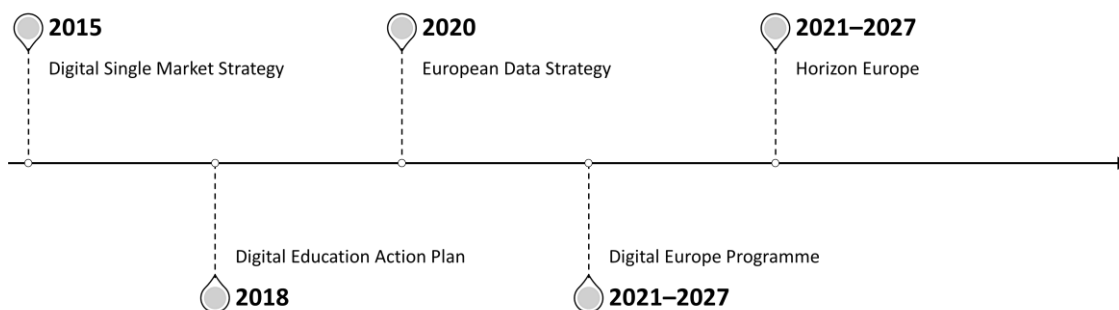 2015
Digital Single Market Strategy
2020
European Data Strategy
2021–2027
Horizon Europe
Digital Education Action Plan
2018
Digital Europe Programme
2021–2027